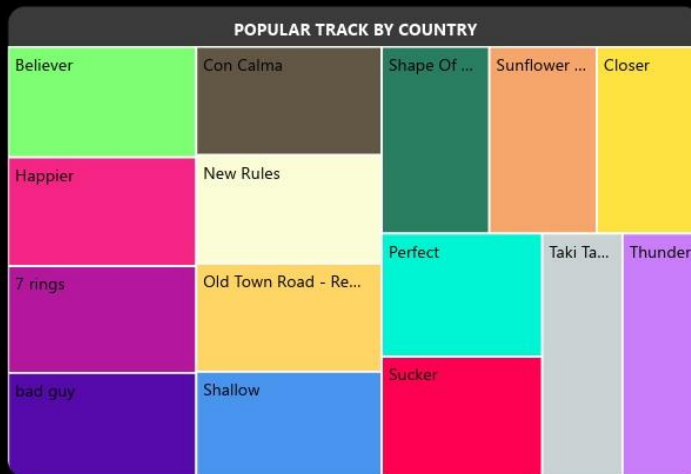 POPULAR TRACK BY COUNTRY
Believer
Con Calma
Shape Of ...
Sunflower ...
Closer
Happier
New Rules
7 rings
Old Town Road - Re...
Perfect
Taki Ta...
Thunder
bad guy
Shallow
Sucker